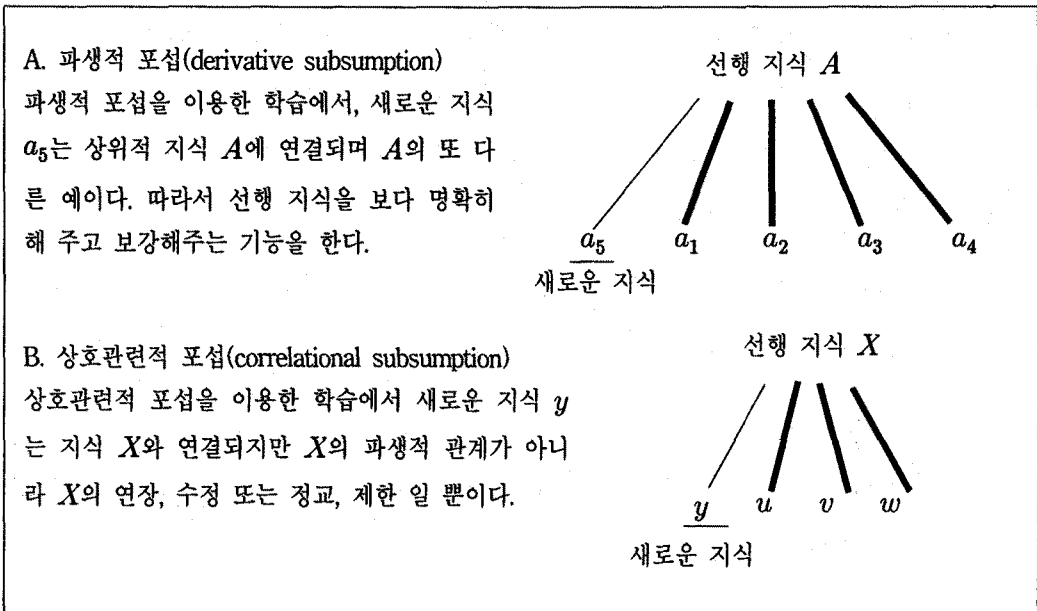 A. 파생적 포섭(derivative subsumption)
파생적 포섭을 이용한 학습에서, 새로운 지식
a₅는 상위적 지식 A에 연결되며 A의 또 다
른 예이다. 따라서 선행 지식을 보다 명확히
해 주고 보강해주는 기능을 한다.
선행 지식 A
a₅ a₁ a₂ a₃ a₄
새로운 지식
B. 상호관련적 포섭(correlational subsumption)
상호관련적 포섭을 이용한 학습에서 새로운 지식 y
는 지식 X와 연결되지만 X의 파생적 관계가 아니
라 X의 연장, 수정 또는 정교, 제한 일 뿐이다.
선행 지식 X
y u v w
새로운 지식